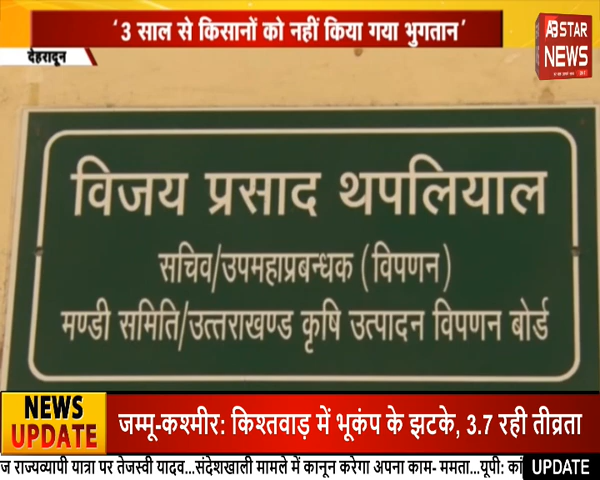 ‘3 साल से किसानों को नहीं किया गया भुगतान’
AB STAR
NEWS
देहरादून
विजय प्रसाद थपलियाल
सचिव/उपमहाप्रबन्धक (विपणन)
मण्डी समिति/उत्तराखण्ड कृषि उत्पादन विपणन बोर्ड
NEWS
UPDATE
जम्मू-कश्मीर: किश्तवाड़ में भूकंप के झटके, 3.7 रही तीव्रता
ज राज्यव्यापी यात्रा पर तेजस्वी यादव...संदेशखाली मामले में कानून करेगा अपना काम- ममता...यूपी: कां
UPDATE